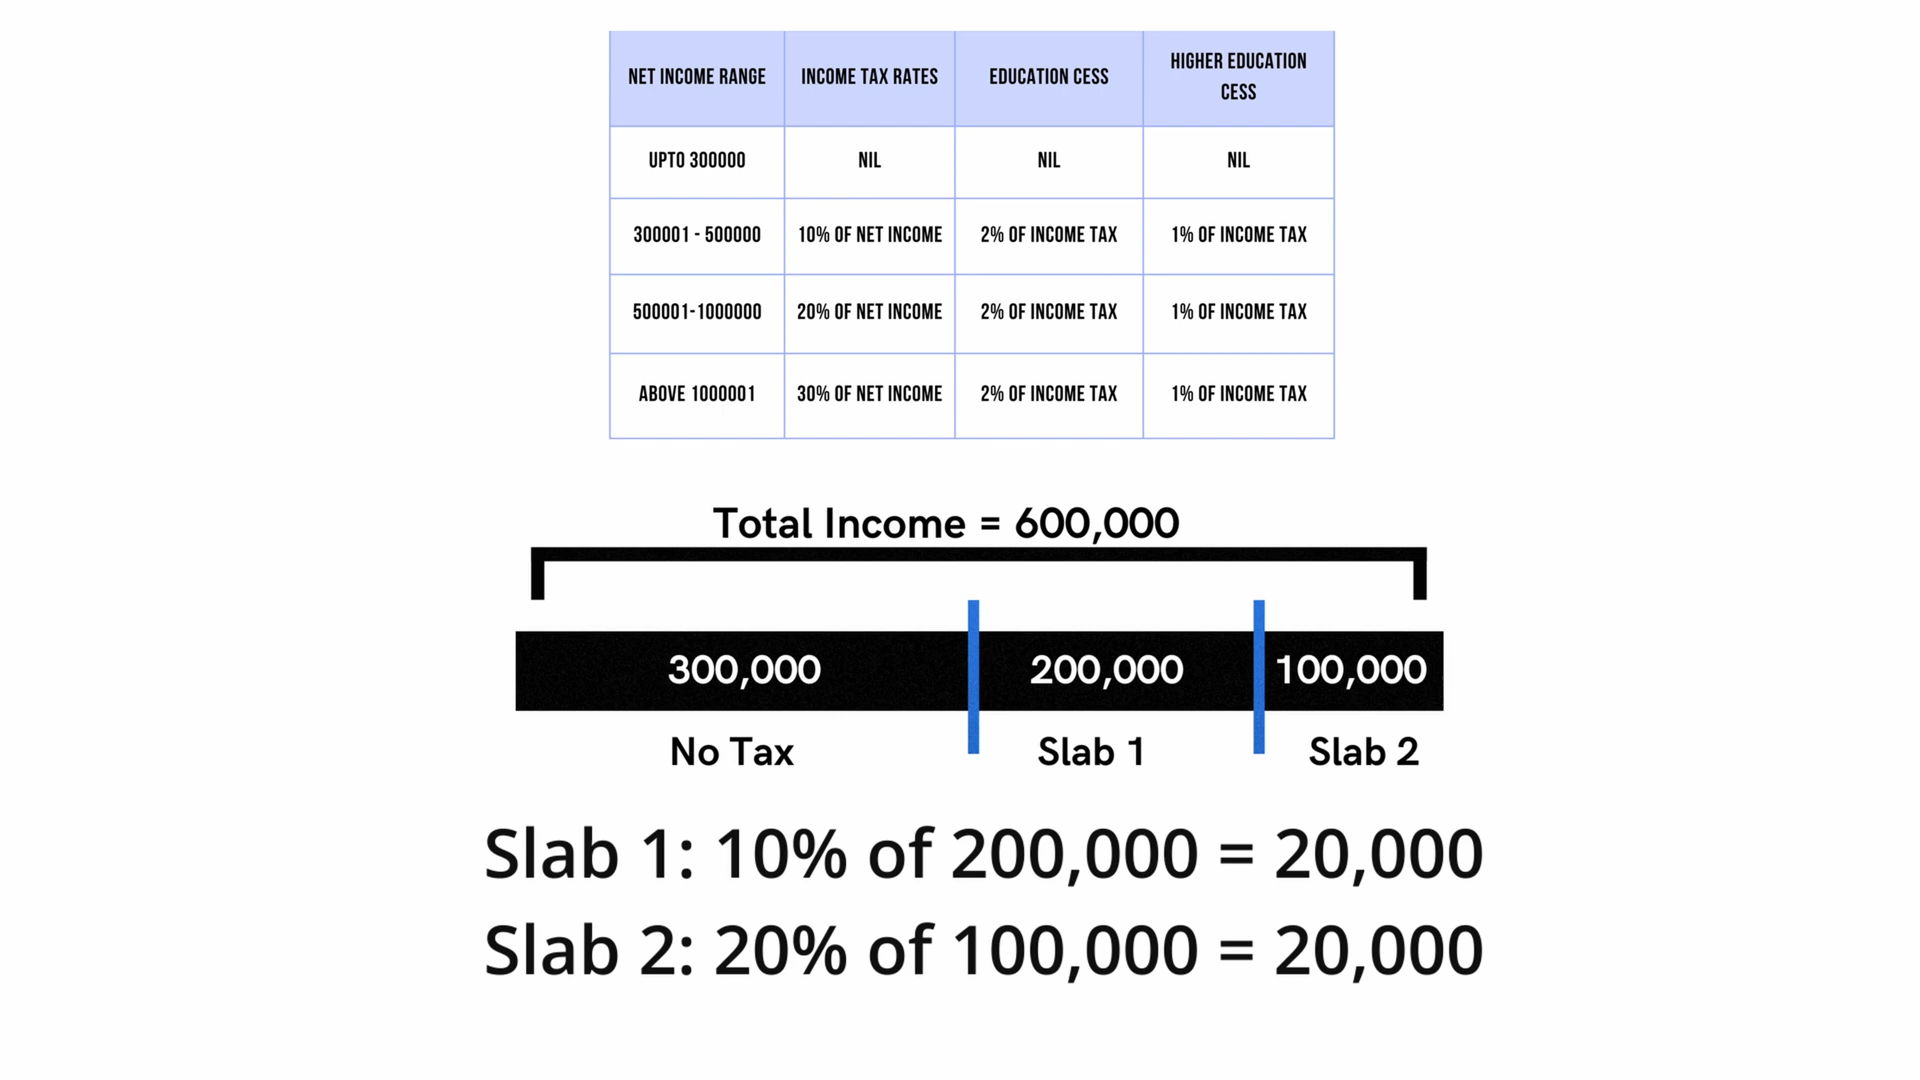 NET INCOME RANGE INCOME TAX RATES EDUCATION CESS HIGHER EDUCATION CESS
UPTO 300000 NIL NIL NIL
300001 - 500000 10% OF NET INCOME 2% OF INCOME TAX 1% OF INCOME TAX
500001-1000000 20% OF NET INCOME 2% OF INCOME TAX 1% OF INCOME TAX
ABOVE 1000001 30% OF NET INCOME 2% OF INCOME TAX 1% OF INCOME TAX
Total Income = 600,000
300,000 200,000 100,000
No Tax Slab 1 Slab 2
Slab 1: 10% of 200,000 = 20,000
Slab 2: 20% of 100,000 = 20,000